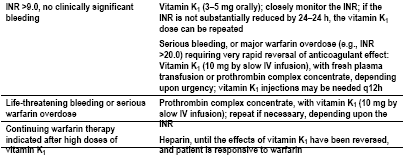 INR >9.0, no clinically significant
bleeding
Vitamin K1 (3–5 mg orally); closely monitor the INR; if the
INR is not substantially reduced by 24–24 h, the vitamin K1
dose can be repeated
Serious bleeding, or major warfarin overdose (e.g., INR
>20.0) requiring very rapid reversal of anticoagulant effect:
Vitamin K1 (10 mg by slow IV infusion), with fresh plasma
transfusion or prothrombin complex concentrate, depending
upon urgency; vitamin K1 injections may be needed q12h
Life-threatening bleeding or serious
warfarin overdose
Prothrombin complex concentrate, with vitamin K1 (10 mg by
slow IV infusion); repeat if necessary, depending upon the
INR
Continuing warfarin therapy
indicated after high doses of
vitamin K1
Heparin, until the effects of vitamin K1 have been reversed,
and patient is responsive to warfarin